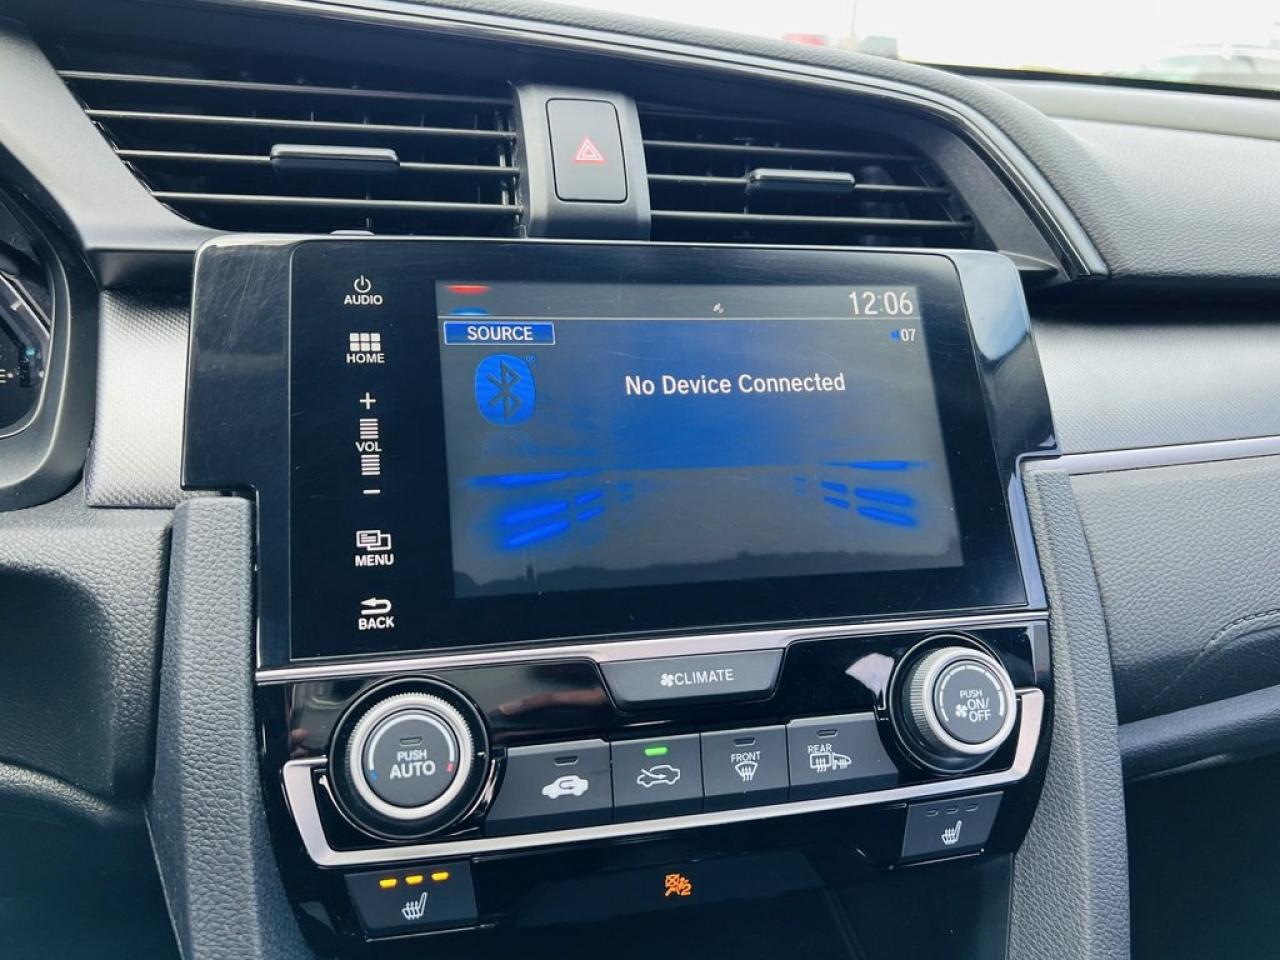 AUDIO
12:06
SOURCE
07
HOME
No Device Connected
+
VOL
-
MENU
BACK
CLIMATE
PUSH
AUTO
FRONT
REAR
PUSH
ON/
OFF
2